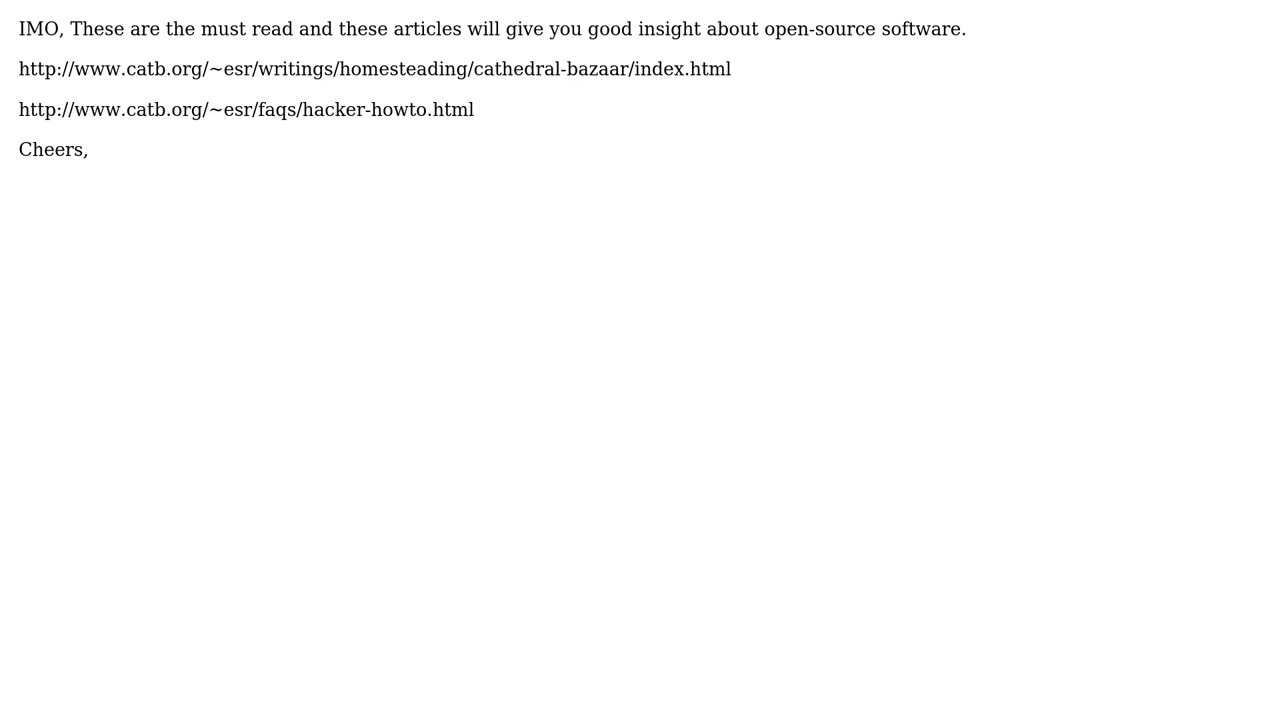 IMO, These are the must read and these articles will give you good insight about open-source software.
http://www.catb.org/~esr/writings/homesteading/cathedral-bazaar/index.html
http://www.catb.org/~esr/faqs/hacker-howto.html
Cheers,